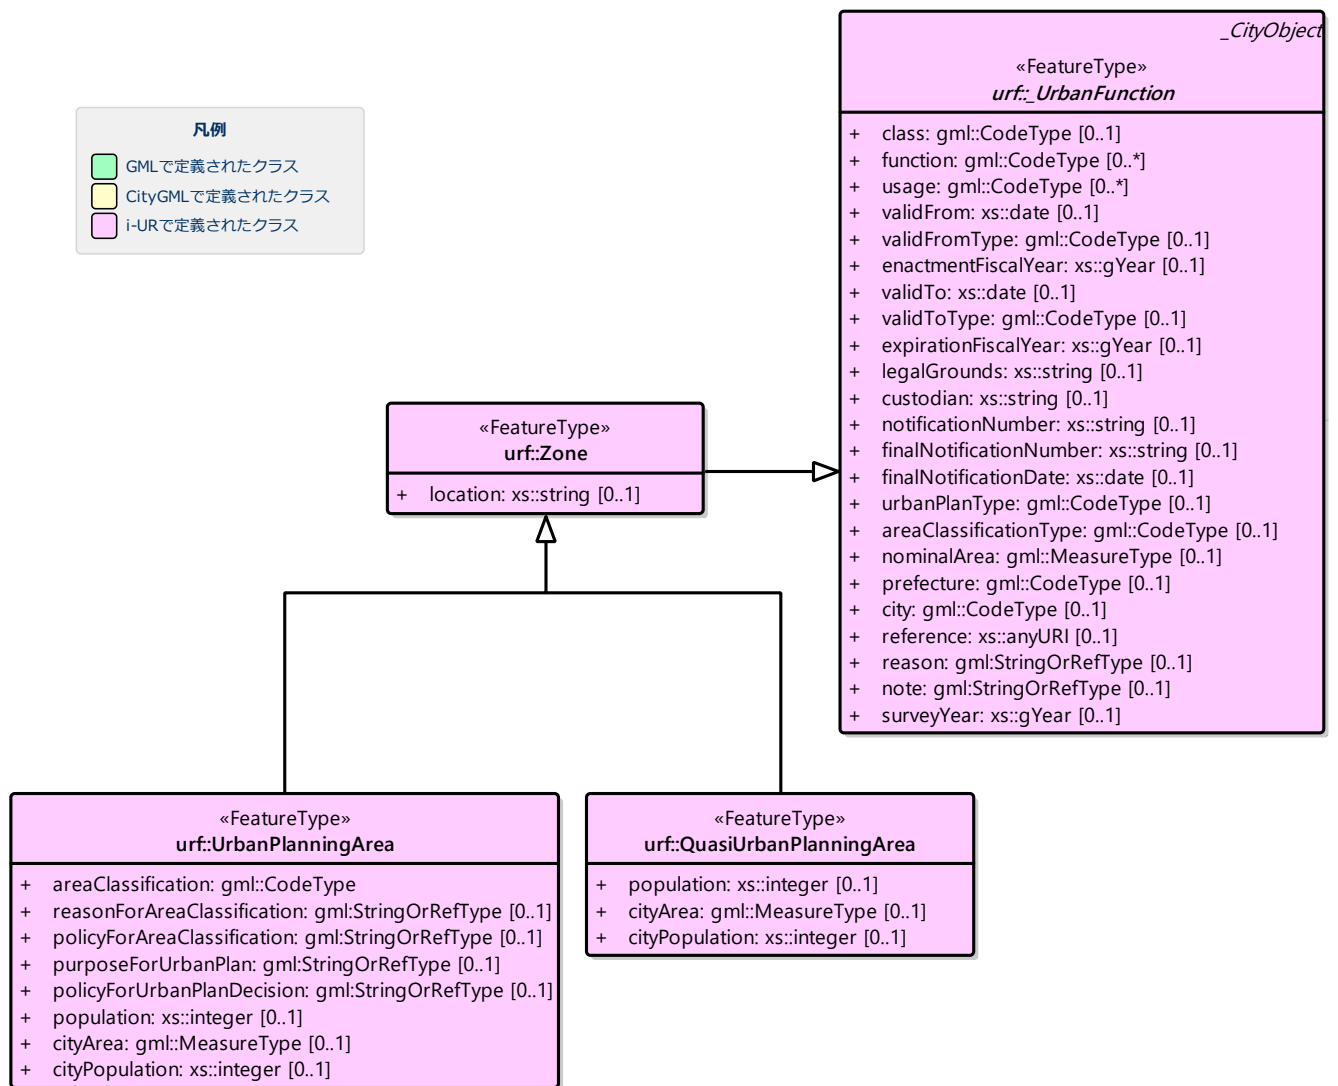 凡例
GMLで定義されたクラス
CityGMLで定義されたクラス
i-URで定義されたクラス
_CityObject
«FeatureType»
urf::_UrbanFunction
+ class: gml::CodeType [0..1]
+ function: gml::CodeType [0..*]
+ usage: gml::CodeType [0..*]
+ validFrom: xs::date [0..1]
+ validFromType: gml::CodeType [0..1]
+ enactmentFiscalYear: xs::gYear [0..1]
+ validTo: xs::date [0..1]
+ validToType: gml::CodeType [0..1]
+ expirationFiscalYear: xs::gYear [0..1]
+ legalGrounds: xs::string [0..1]
+ custodian: xs::string [0..1]
+ notificationNumber: xs::string [0..1]
+ finalNotificationNumber: xs::string [0..1]
+ finalNotificationDate: xs::date [0..1]
+ urbanPlanType: gml::CodeType [0..1]
+ areaClassificationType: gml::CodeType [0..1]
+ nominalArea: gml::MeasureType [0..1]
+ prefecture: gml::CodeType [0..1]
+ city: gml::CodeType [0..1]
+ reference: xs::anyURI [0..1]
+ reason: gml:StringOrRefType [0..1]
+ note: gml:StringOrRefType [0..1]
+ surveyYear: xs::gYear [0..1]
«FeatureType»
urf::Zone
+ location: xs::string [0..1]
«FeatureType»
urf::UrbanPlanningArea
+ areaClassification: gml::CodeType
+ reasonForAreaClassification: gml:StringOrRefType [0..1]
+ policyForAreaClassification: gml:StringOrRefType [0..1]
+ purposeForUrbanPlan: gml:StringOrRefType [0..1]
+ policyForUrbanPlanDecision: gml:StringOrRefType [0..1]
+ population: xs::integer [0..1]
+ cityArea: gml::MeasureType [0..1]
+ cityPopulation: xs::integer [0..1]
«FeatureType»
urf::QuasiUrbanPlanningArea
+ population: xs::integer [0..1]
+ cityArea: gml::MeasureType [0..1]
+ cityPopulation: xs::integer [0..1]